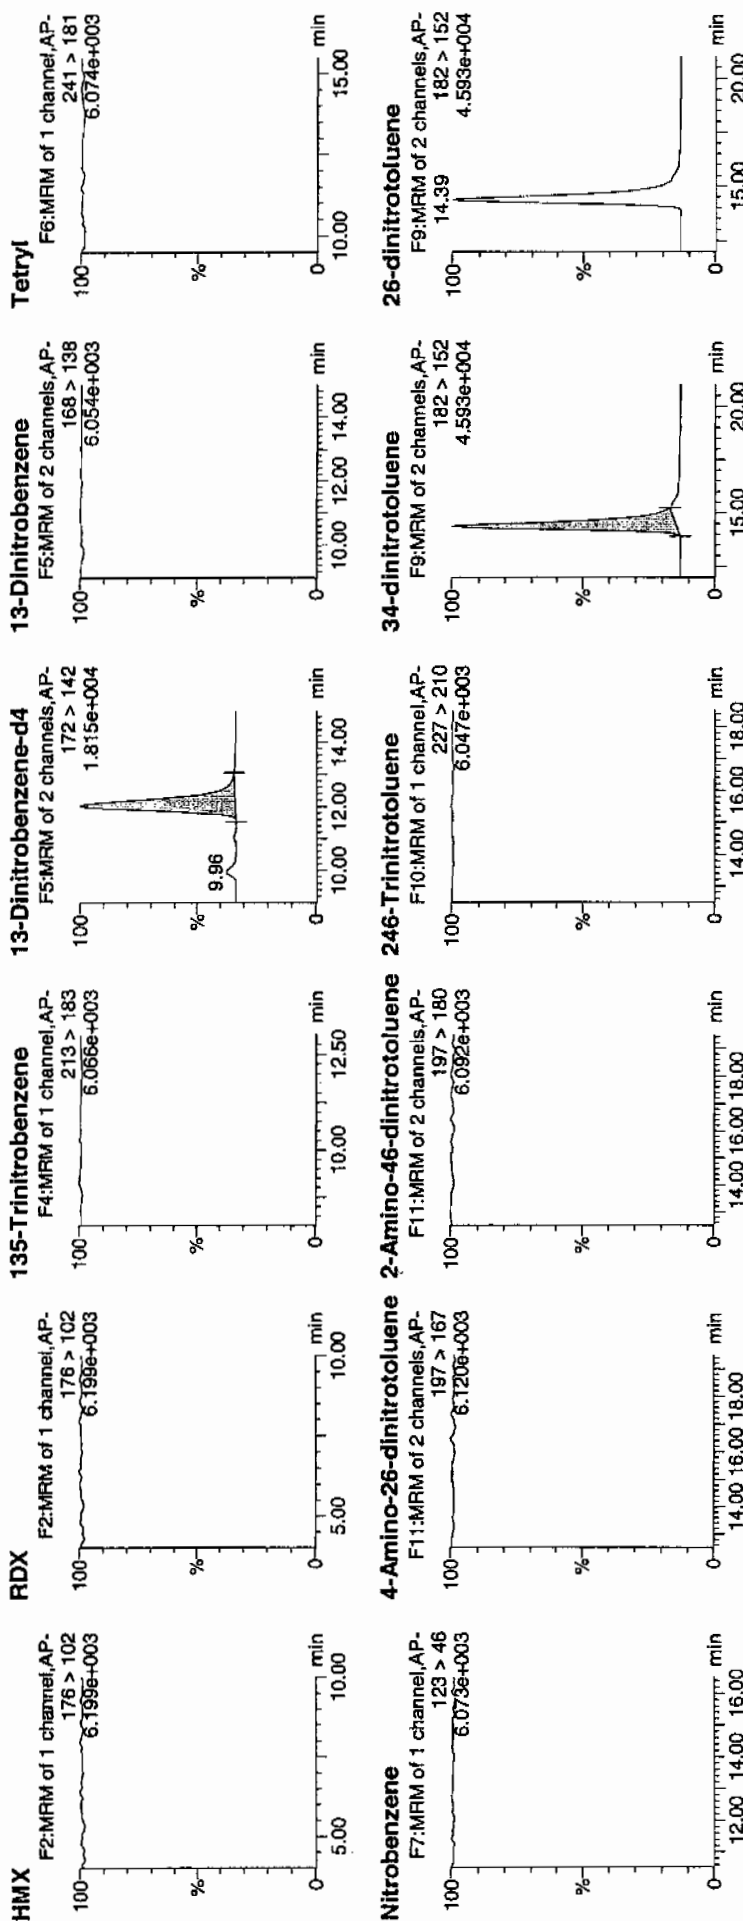 HMX
F2:MRM of 1 channel,AP-
176 > 102
6.199e+003
100
%
0
5.00
10.00
min
RDX
F2:MRM of 1 channel,AP-
176 > 102
6.199e+003
100
%
0
5.00
10.00
min
135-Trinitrobenzene
F4:MRM of 1 channel,AP-
213 > 183
6.066e+003
100
%
0
10.00
12.50
min
13-Dinitrobenzene-d4
F5:MRM of 2 channels,AP-
172 > 142
1.815e+004
100
%
9.96
0
10.00
12.00
14.00
min
13-Dinitrobenzene
F5:MRM of 2 channels,AP-
168 > 138
6.054e+003
100
%
0
10.00
12.00
14.00
min
Tetryl
F6:MRM of 1 channel,AP-
241 > 181
6.074e+003
100
%
0
10.00
15.00
min
Nitrobenzene
F7:MRM of 1 channel,AP-
123 > 46
6.073e+003
100
%
0
12.00
14.00
16.00
min
4-Amino-26-dinitrotoluene
F11:MRM of 2 channels,AP-
197 > 167
6.120e+003
100
%
0
14.00
16.00
18.00
min
2-Amino-46-dinitrotoluene
F11:MRM of 2 channels,AP-
197 > 180
6.092e+003
100
%
0
14.00
16.00
18.00
min
246-Trinitrotoluene
F10:MRM of 1 channel,AP-
227 > 210
6.047e+003
100
%
0
14.00
16.00
18.00
min
34-dinitrotoluene
F9:MRM of 2 channels,AP-
182 > 152
4.593e+004
100
%
0
15.00
20.00
min
26-dinitrotoluene
F9:MRM of 2 channels,AP-
182 > 152
4.593e+004
14.39
100
%
0
15.00
20.00
min